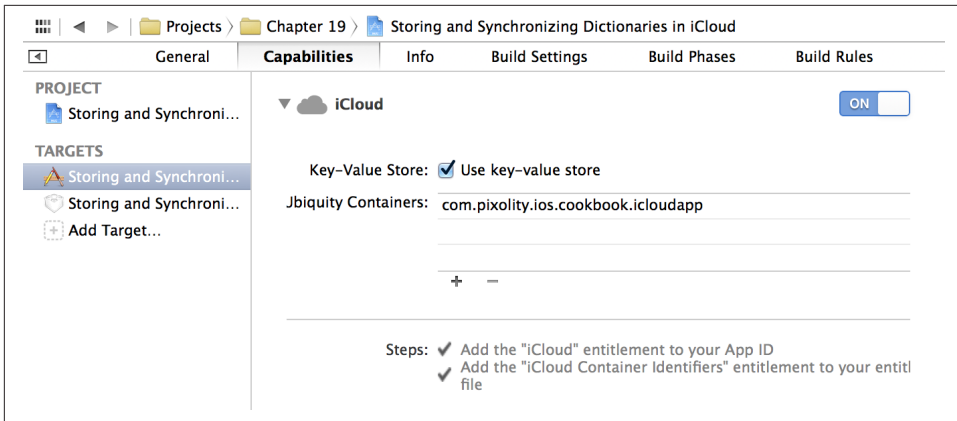 Projects Chapter 19 Storing and Synchronizing Dictionaries in iCloud
General Capabilities Info Build Settings Build Phases Build Rules
PROJECT
Storing and Synchroni...
TARGETS
Storing and Synchroni...
Storing and Synchroni...
Add Target...
iCloud ON
Key-Value Store: Use key-value store
Jbiquity Containers: com.pixolity.ios.cookbook.icloudapp
Steps: Add the "iCloud" entitlement to your App ID
Add the "iCloud Container Identifiers" entitlement to your entitl
file